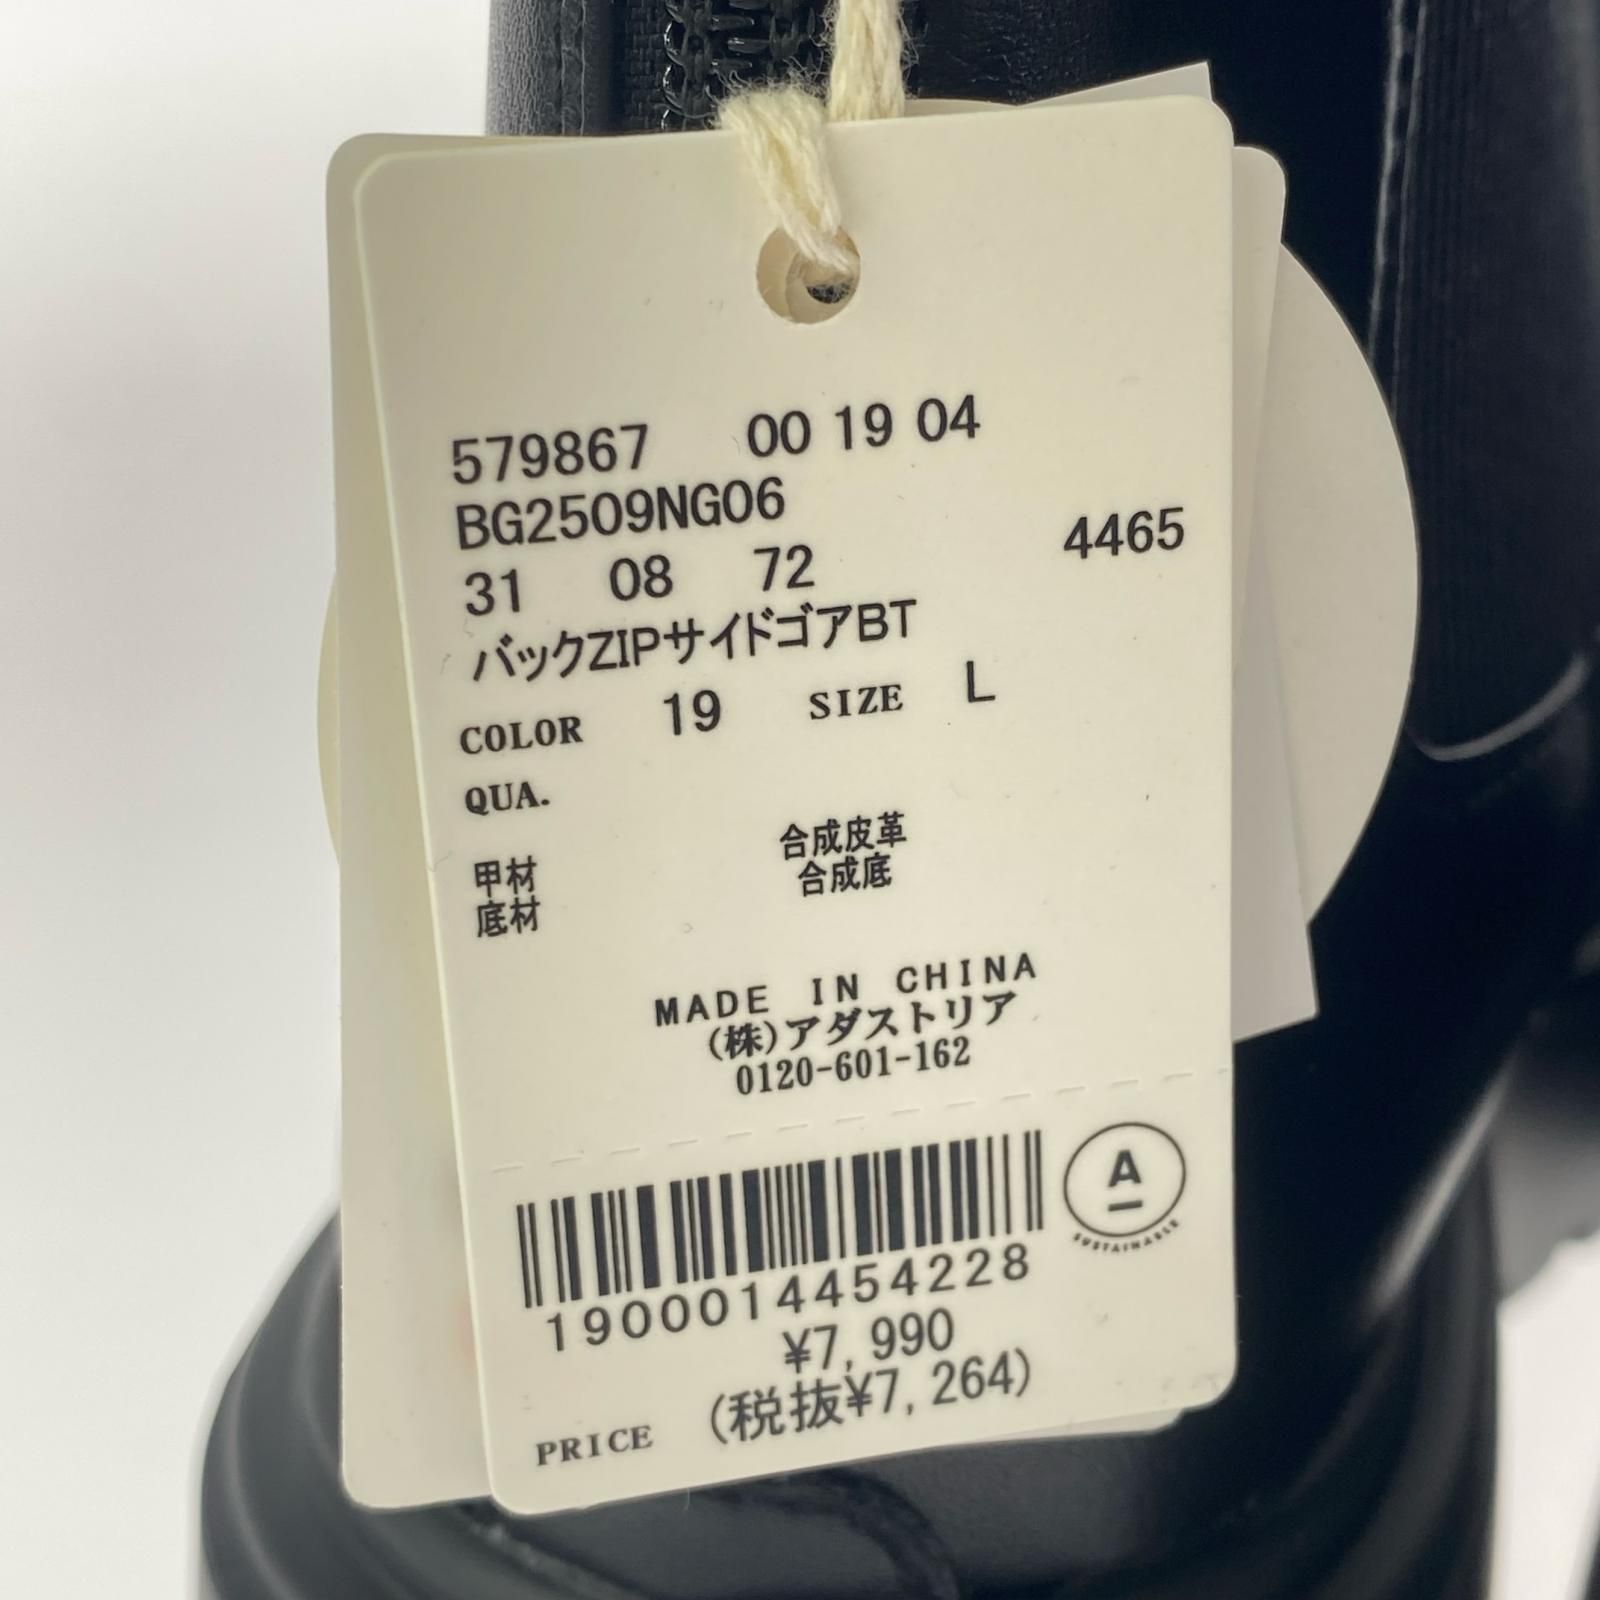 579867 00 19 04
BG2509NG06
31 08 72 4465
バックZIPサイドゴアBT
COLOR 19 SIZE L
QUA.
甲材 合成皮革
底材 合成底
MADE IN CHINA
(株)アダストリア
0120-601-162
A
SUSTAINABLE
1900014454228
¥7,990
PRICE (税抜¥7,264)